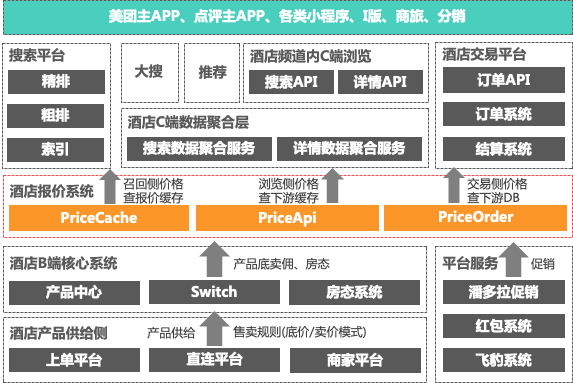 美团主APP、点评主APP、各类小程序、I版、商旅、分销
搜索平台
精排
粗排
索引
大搜
推荐
酒店频道内C端浏览
搜索API
详情API
酒店C端数据聚合层
搜索数据聚合服务
详情数据聚合服务
酒店交易平台
订单API
订单系统
结算系统
召回侧价格
查报价缓存
浏览侧价格
查下游缓存
交易侧价格
查下游DB
酒店报价系统
PriceCache
PriceApi
PriceOrder
产品底卖佣、房态
促销
酒店B端核心系统
产品中心
Switch
房态系统
产品供给
售卖规则(底价/卖价模式)
酒店产品供给侧
上单平台
直连平台
商家平台
平台服务
潘多拉促销
红包系统
飞豹系统